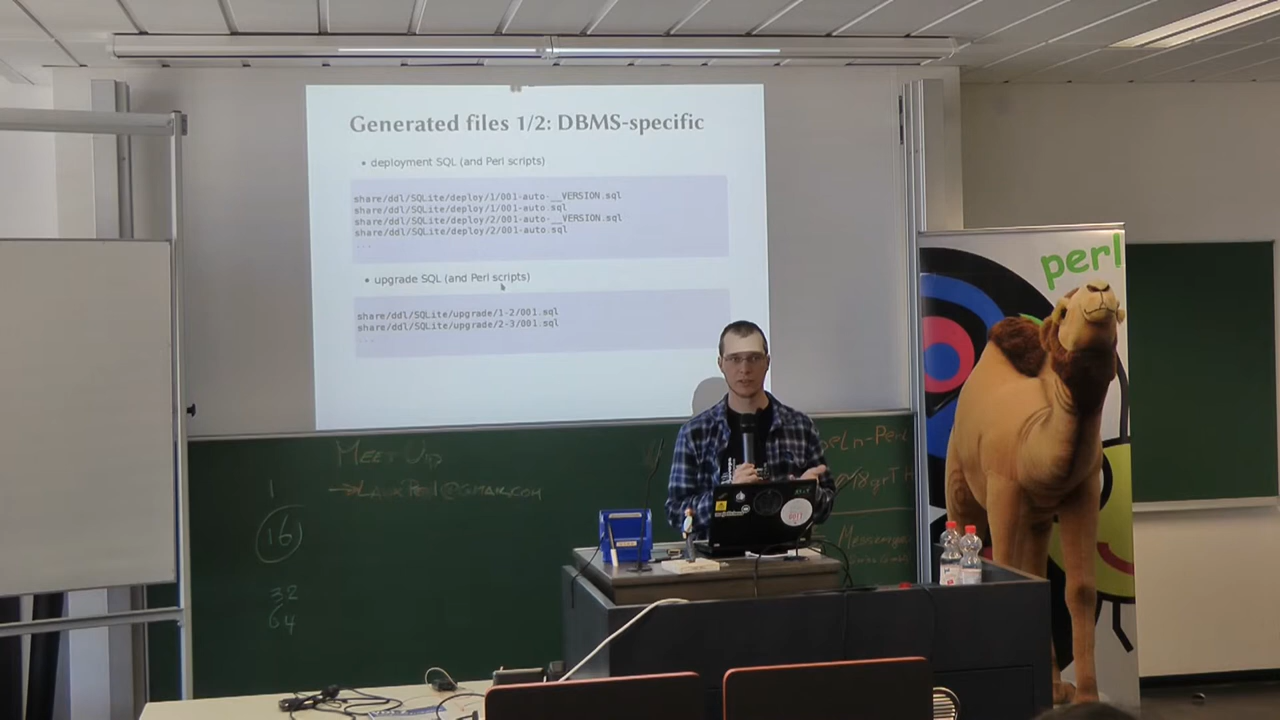 Generated files 1/2: DBMS-specific
• deployment SQL (and Perl scripts)
share/ddl/SQLite/deploy/1/001-auto-__VERSION.sql
share/ddl/SQLite/deploy/1/001-auto.sql
share/ddl/SQLite/deploy/2/001-auto-__VERSION.sql
share/ddl/SQLite/deploy/2/001-auto.sql
...
• upgrade SQL (and Perl scripts)
share/ddl/SQLite/upgrade/1-2/001.sql
share/ddl/SQLite/upgrade/2-3/001.sql
...
perl
MEET UP
1
16
32
64